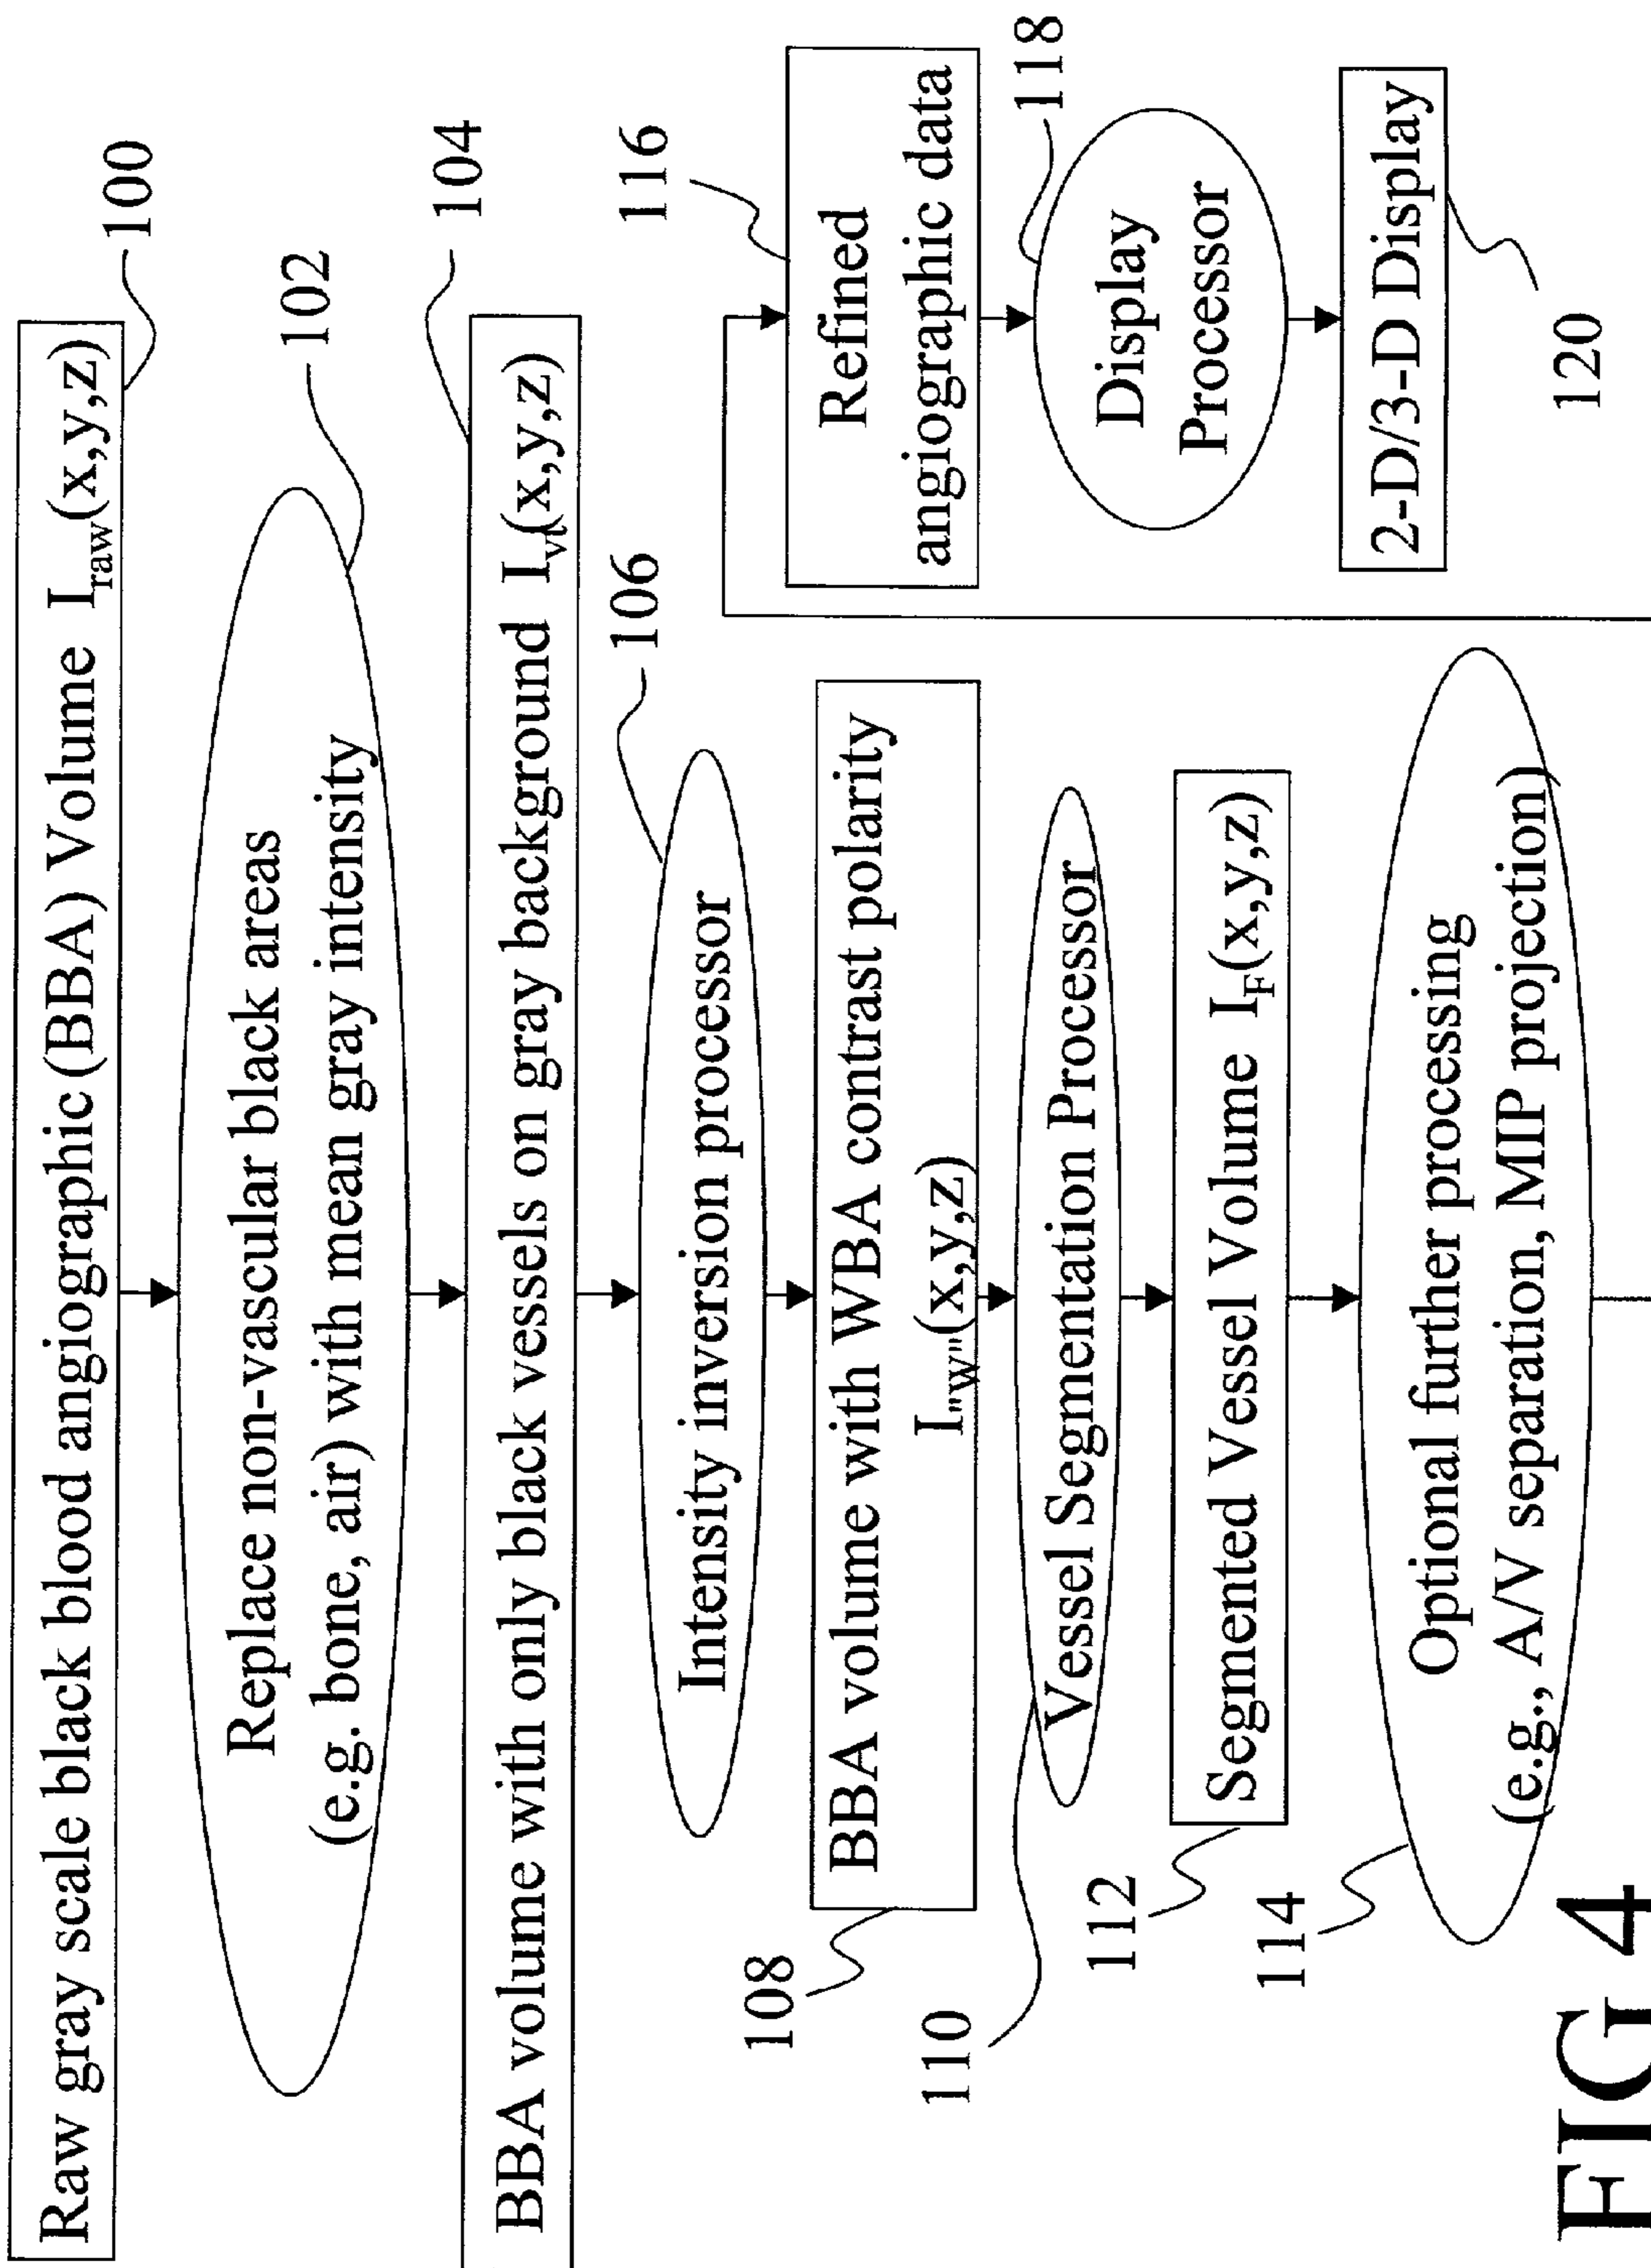 Raw gray scale black blood angiographic (BBA) Volume I_raw(x,y,z)
100
Replace non-vascular black areas
(e.g. bone, air) with mean gray intensity
102
BBA volume with only black vessels on gray background I_vt(x,y,z)
104
Intensity inversion processor
106
BBA volume with WBA contrast polarity
I_"W"(x,y,z)
108
Vessel Segmentation Processor
110
Segmented Vessel Volume I_F(x,y,z)
112
Optional further processing
(e.g., A/V separation, MIP projection)
114
Refined
angiographic data
116
Display
Processor
118
2-D/3-D Display
120
FIG 4